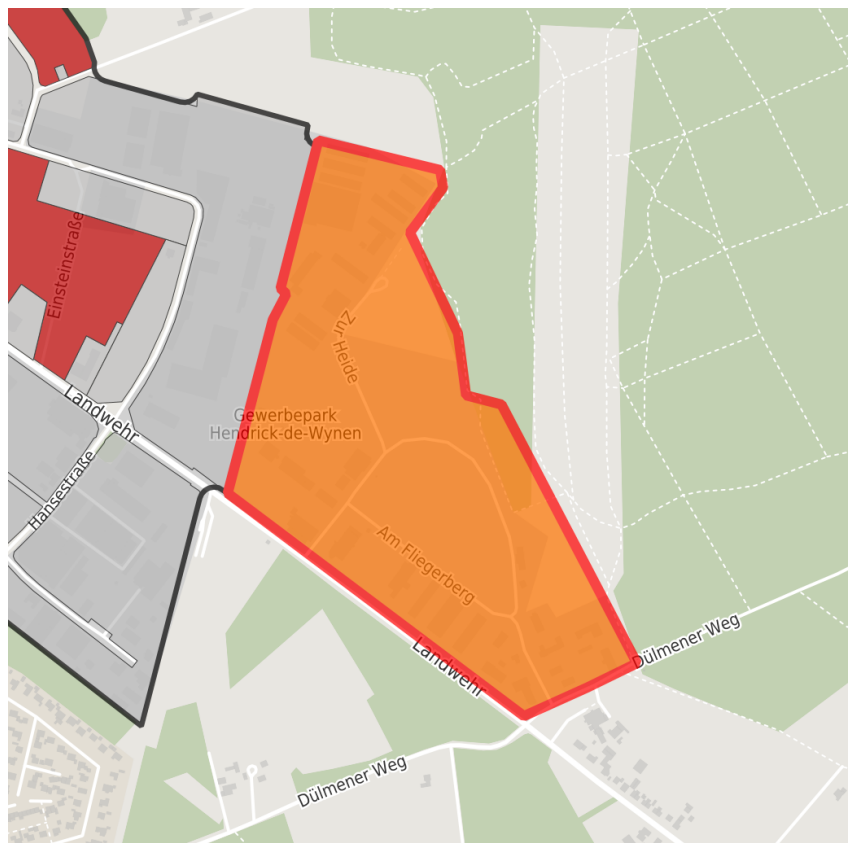 Einsteinstraße
Zur Heide
Landwehr
Gewerbepark
Hendrick-de-Wynen
Hansestraße
Am Fliegerberg
Dülmener Weg
Landwehr
Dülmener Weg